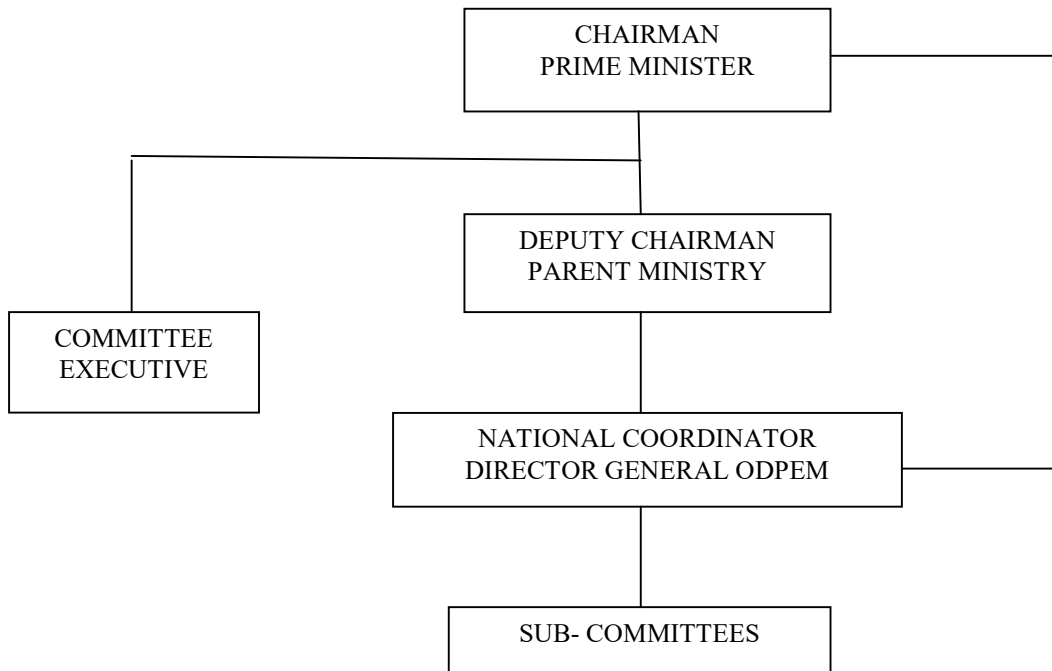 CHAIRMAN
PRIME MINISTER
DEPUTY CHAIRMAN
PARENT MINISTRY
COMMITTEE
EXECUTIVE
NATIONAL COORDINATOR
DIRECTOR GENERAL ODPEM
SUB- COMMITTEES